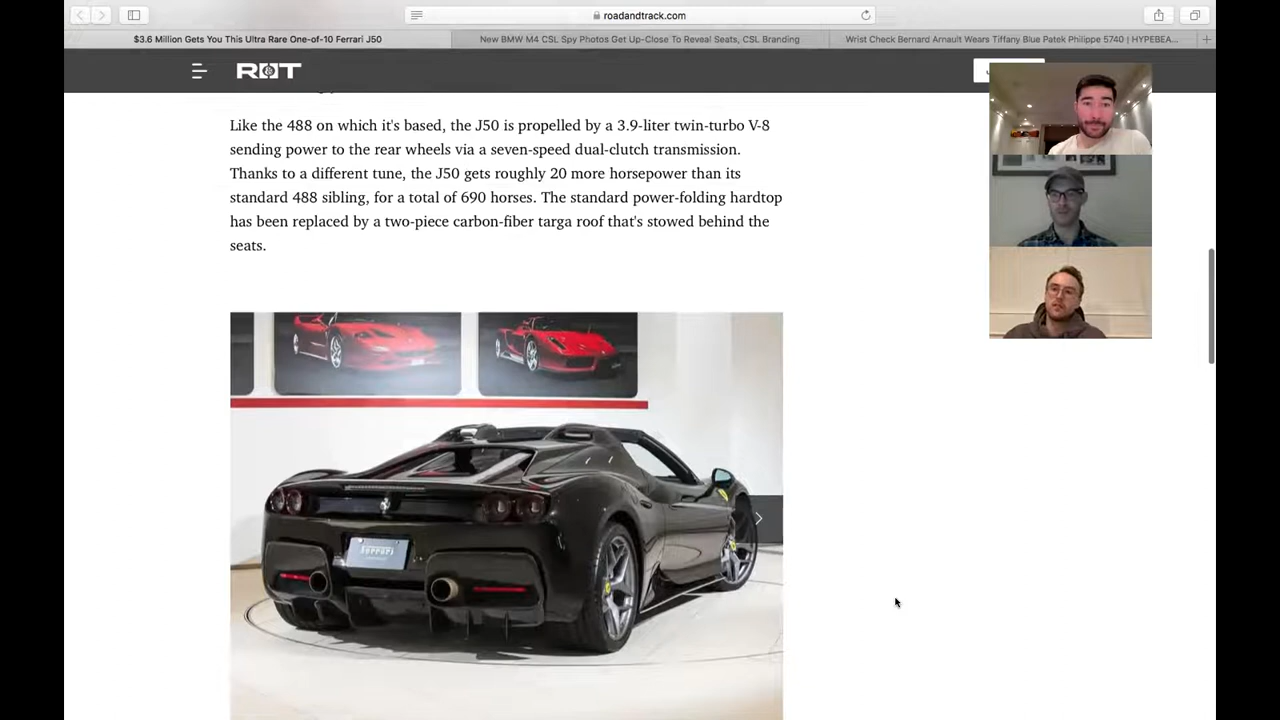 roadandtrack.com
$3.6 Million Gets You This Ultra Rare One-of-10 Ferrari J50
New BMW M4 CSL Spy Photos Get Up-Close To Reveal Seats, CSL Branding
Wrist Check Bernard Arnault Wears Tiffany Blue Patek Philippe 5740 | HYPEBEA...
R&T
Like the 488 on which it's based, the J50 is propelled by a 3.9-liter twin-turbo V-8
sending power to the rear wheels via a seven-speed dual-clutch transmission.
Thanks to a different tune, the J50 gets roughly 20 more horsepower than its
standard 488 sibling, for a total of 690 horses. The standard power-folding hardtop
has been replaced by a two-piece carbon-fiber targa roof that's stowed behind the
seats.
Ferrari